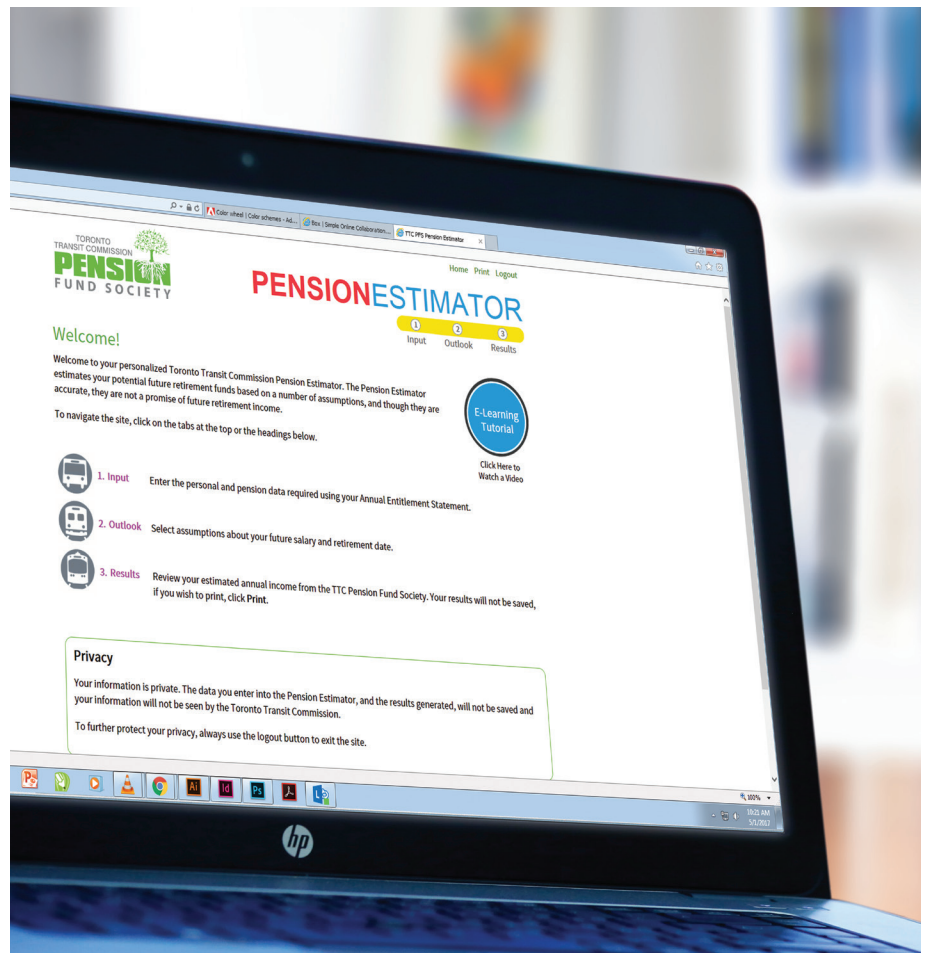 Color wheel | Color schemes - Ad...
Box | Simple Online Collaboration...
TTC PFS Pension Estimator
TORONTO
TRANSIT COMMISSION
PENSION
FUND SOCIETY
Home Print Logout
PENSIONESTIMATOR
1 2 3
Input Outlook Results
Welcome!
Welcome to your personalized Toronto Transit Commission Pension Estimator. The Pension Estimator
estimates your potential future retirement funds based on a number of assumptions, and though they are
accurate, they are not a promise of future retirement income.
To navigate the site, click on the tabs at the top or the headings below.
E-Learning
Tutorial
Click Here to
Watch a Video
1. Input Enter the personal and pension data required using your Annual Entitlement Statement.
2. Outlook Select assumptions about your future salary and retirement date.
3. Results Review your estimated annual income from the TTC Pension Fund Society. Your results will not be saved,
if you wish to print, click Print.
Privacy
Your information is private. The data you enter into the Pension Estimator, and the results generated, will not be saved and
your information will not be seen by the Toronto Transit Commission.
To further protect your privacy, always use the logout button to exit the site.
100%
Ai Id Ps
10:21 AM
5/1/2017
hp